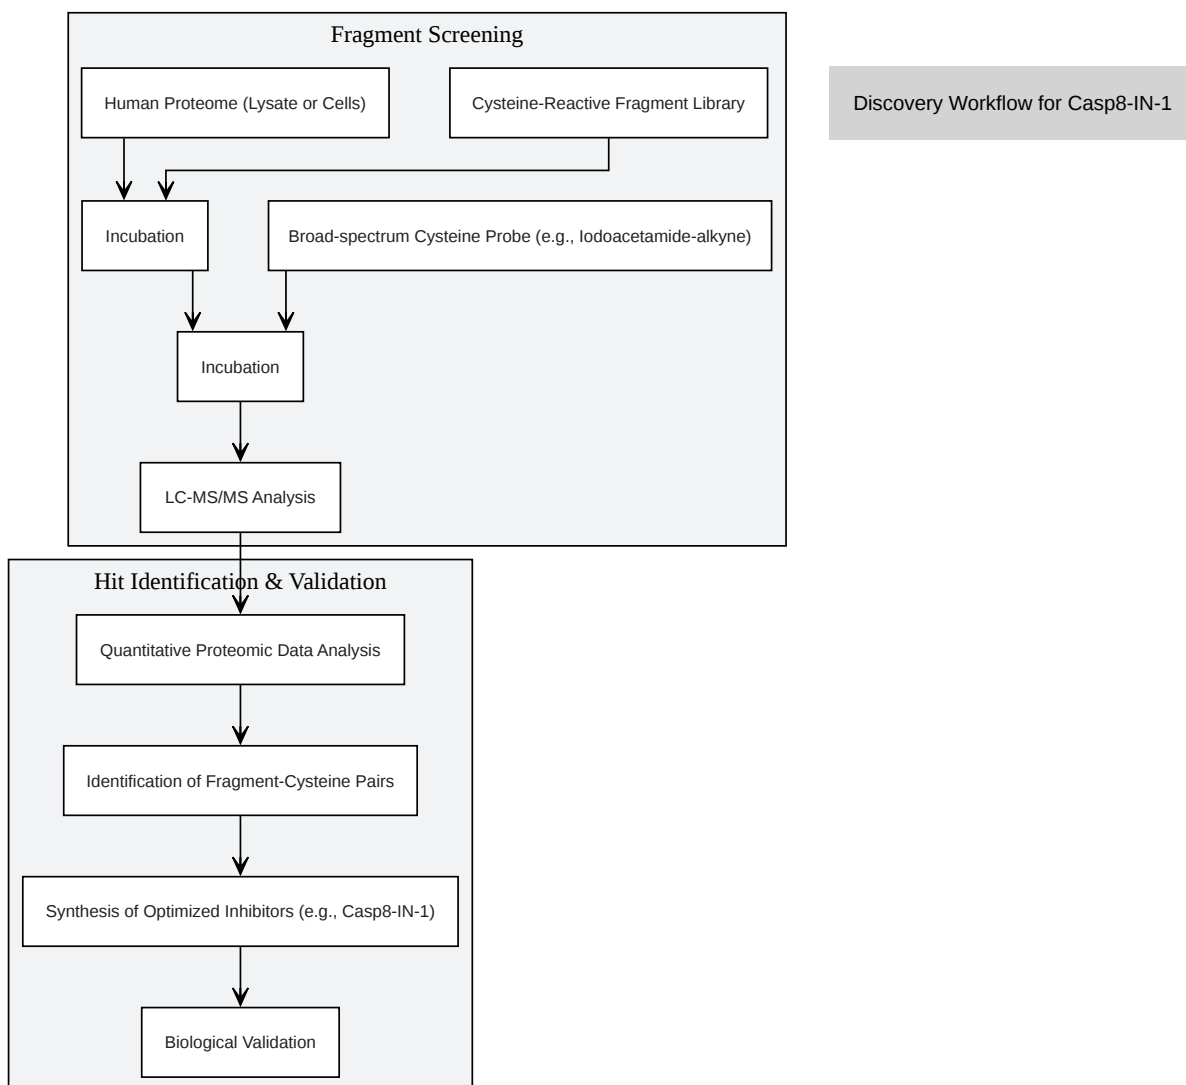 Fragment Screening
Human Proteome (Lysate or Cells)
Cysteine-Reactive Fragment Library
Discovery Workflow for Casp8-IN-1
Incubation
Broad-spectrum Cysteine Probe (e.g., Iodoacetamide-alkyne)
Incubation
LC-MS/MS Analysis
Hit Identification & Validation
Quantitative Proteomic Data Analysis
Identification of Fragment-Cysteine Pairs
Synthesis of Optimized Inhibitors (e.g., Casp8-IN-1)
Biological Validation